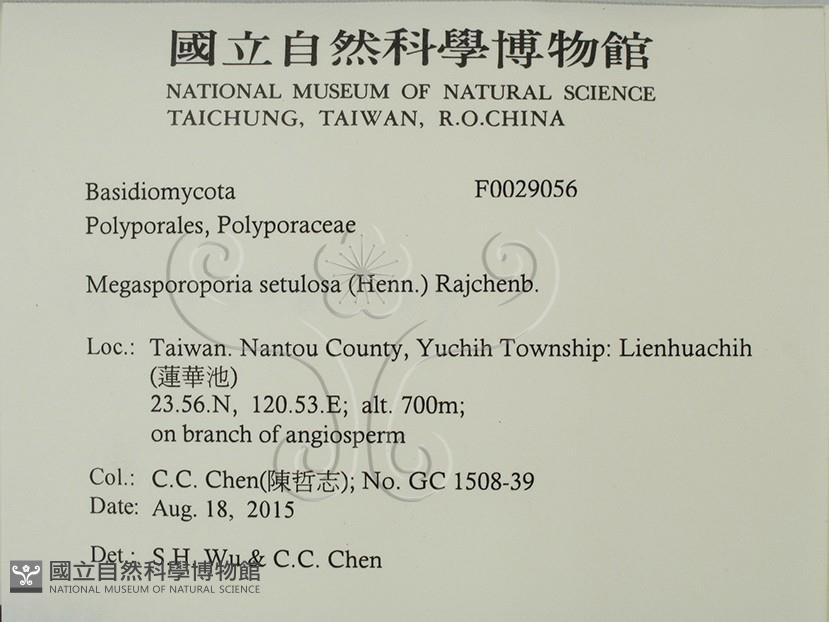 國立自然科學博物館
NATIONAL MUSEUM OF NATURAL SCIENCE
TAICHUNG, TAIWAN, R.O.CHINA
Basidiomycota F0029056
Polyporales, Polyporaceae
Megasporoporia setulosa (Henn.) Rajchenb.
Loc.: Taiwan. Nantou County, Yuchih Township: Lienhuachih
(蓮華池)
23.56.N, 120.53.E; alt. 700m;
on branch of angiosperm
Col.: C.C. Chen(陳哲志); No. GC 1508-39
Date: Aug. 18, 2015
Det.: S.H. Wu & C.C. Chen
國立自然科學博物館
NATIONAL MUSEUM OF NATURAL SCIENCE